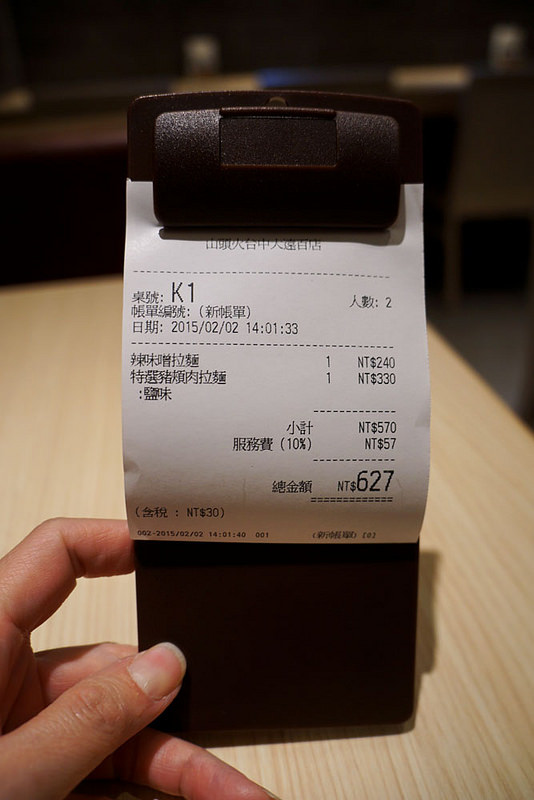 山頭火台中大遠百店
桌號: K1 人數: 2
帳單編號: (新帳單)
日期: 2015/02/02 14:01:33
辣味噌拉麵 1 NT$240
特選豬頰肉拉麵 1 NT$330
:鹽味
小計 NT$570
服務費 (10%) NT$57
總金額 NT$627
(含稅 : NT$30)
002-2015/02/02 14:01:40 001 (新帳單) [0]